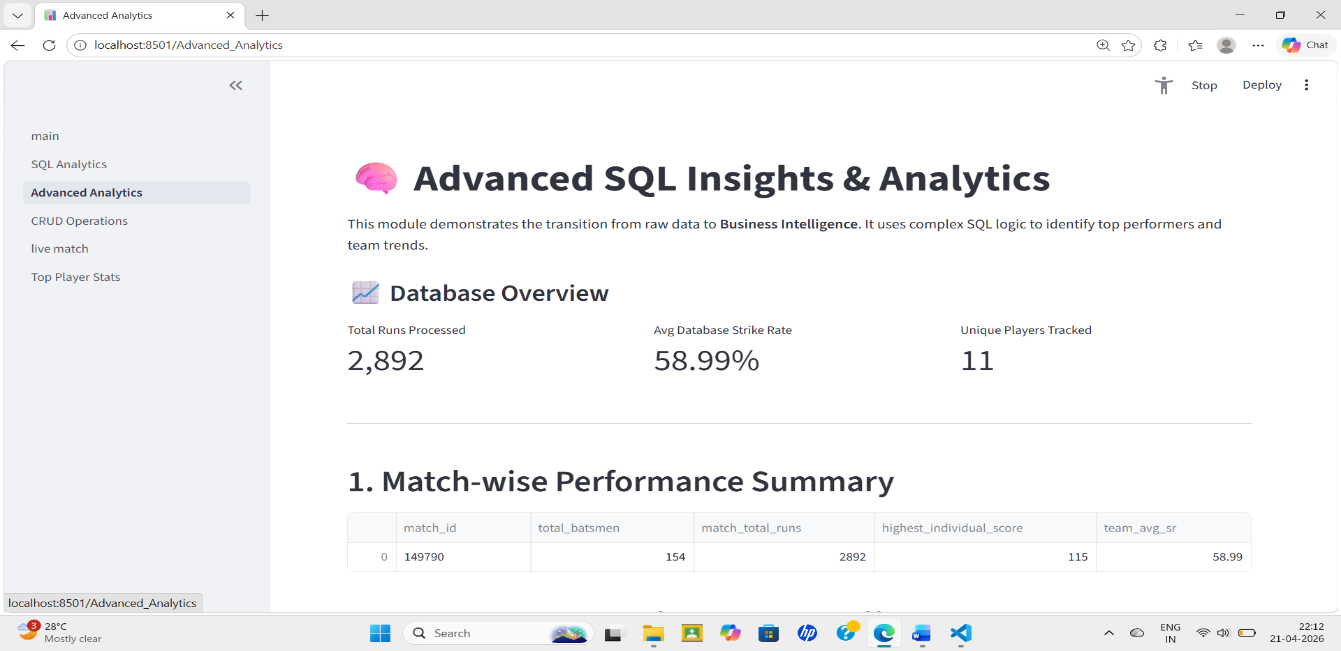 Advanced Analytics
localhost:8501/Advanced_Analytics
Chat
Stop
Deploy
main
SQL Analytics
Advanced Analytics
CRUD Operations
live match
Top Player Stats
Advanced SQL Insights & Analytics
This module demonstrates the transition from raw data to Business Intelligence. It uses complex SQL logic to identify top performers and
team trends.
Database Overview
Total Runs Processed Avg Database Strike Rate Unique Players Tracked
2,892 58.99% 11
1. Match-wise Performance Summary
match_id total_batsmen match_total_runs highest_individual_score team_avg_sr
0 149790 154 2892 115 58.99
localhost:8501/Advanced_Analytics
3
28°C
Mostly clear
Search
hp
W
ENG
IN
22:12
21-04-2026